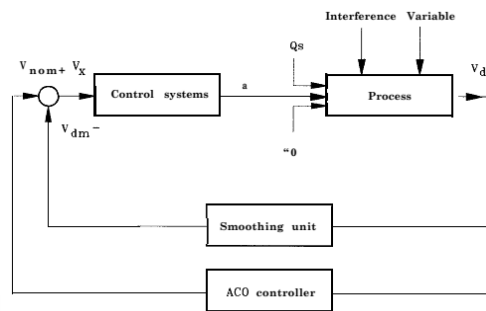 Interference Variable
Qs
V nom+ V x
V d
Control systems
a
Process
V dm −
“0
Smoothing unit
ACO controller